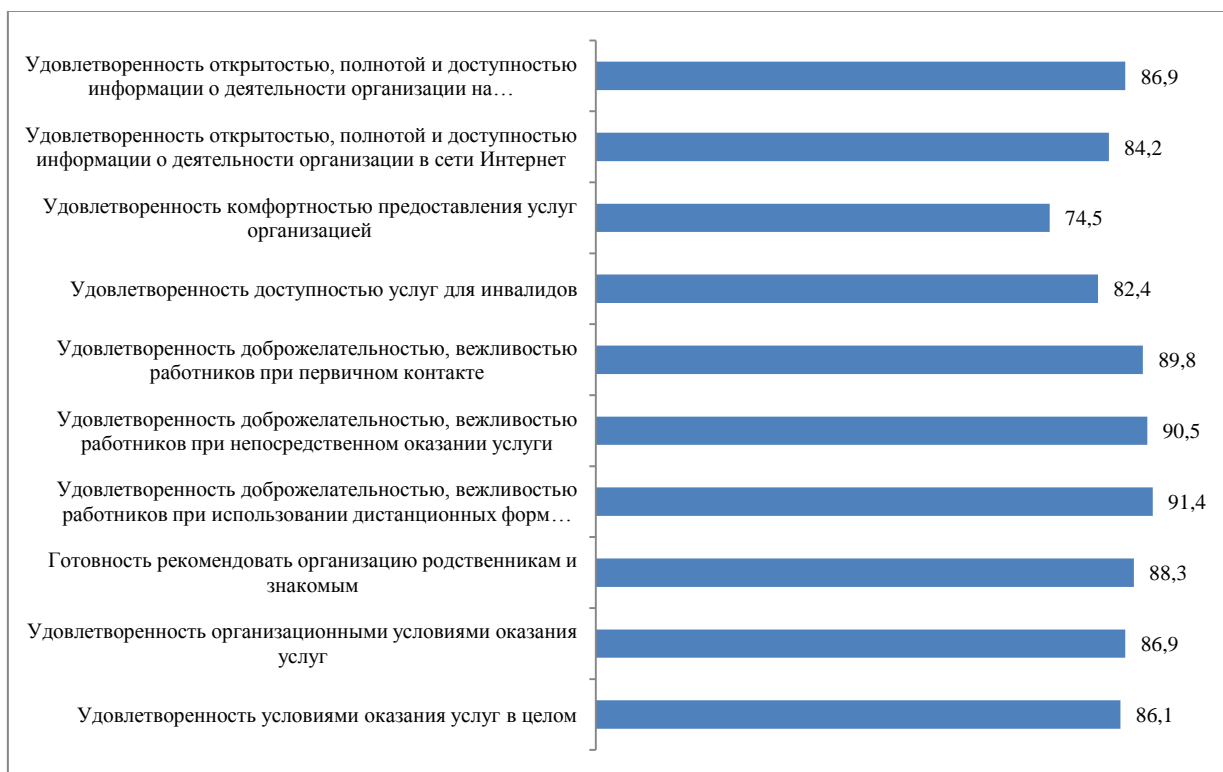 Удовлетворенность открытостью, полнотой и доступностью
информации о деятельности организации на…
86,9
Удовлетворенность открытостью, полнотой и доступностью
информации о деятельности организации в сети Интернет
84,2
Удовлетворенность комфортностью предоставления услуг
организацией
74,5
Удовлетворенность доступностью услуг для инвалидов
82,4
Удовлетворенность доброжелательностью, вежливостью
работников при первичном контакте
89,8
Удовлетворенность доброжелательностью, вежливостью
работников при непосредственном оказании услуги
90,5
Удовлетворенность доброжелательностью, вежливостью
работников при использовании дистанционных форм…
91,4
Готовность рекомендовать организацию родственникам и
знакомым
88,3
Удовлетворенность организационными условиями оказания
услуг
86,9
Удовлетворенность условиями оказания услуг в целом
86,1